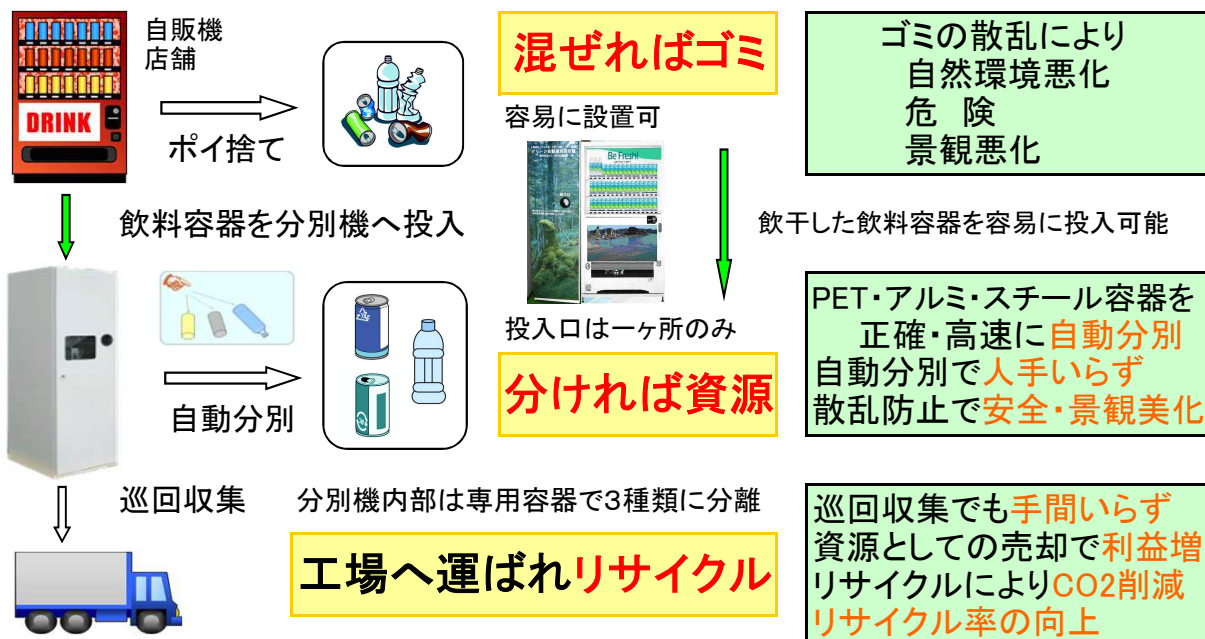 自販機
店舗
DRINK
ポイ捨て
混ぜればゴミ
ゴミの散乱により
自然環境悪化
危　険
景観悪化
容易に設置可
Be Fresh!
飲料容器を分別機へ投入
飲干した飲料容器を容易に投入可能
投入口は一ヶ所のみ
自動分別
分ければ資源
PET・アルミ・スチール容器を
正確・高速に自動分別
自動分別で人手いらず
散乱防止で安全・景観美化
巡回収集
分別機内部は専用容器で3種類に分離
工場へ運ばれリサイクル
巡回収集でも手間いらず
資源としての売却で利益増
リサイクルによりCO2削減
リサイクル率の向上